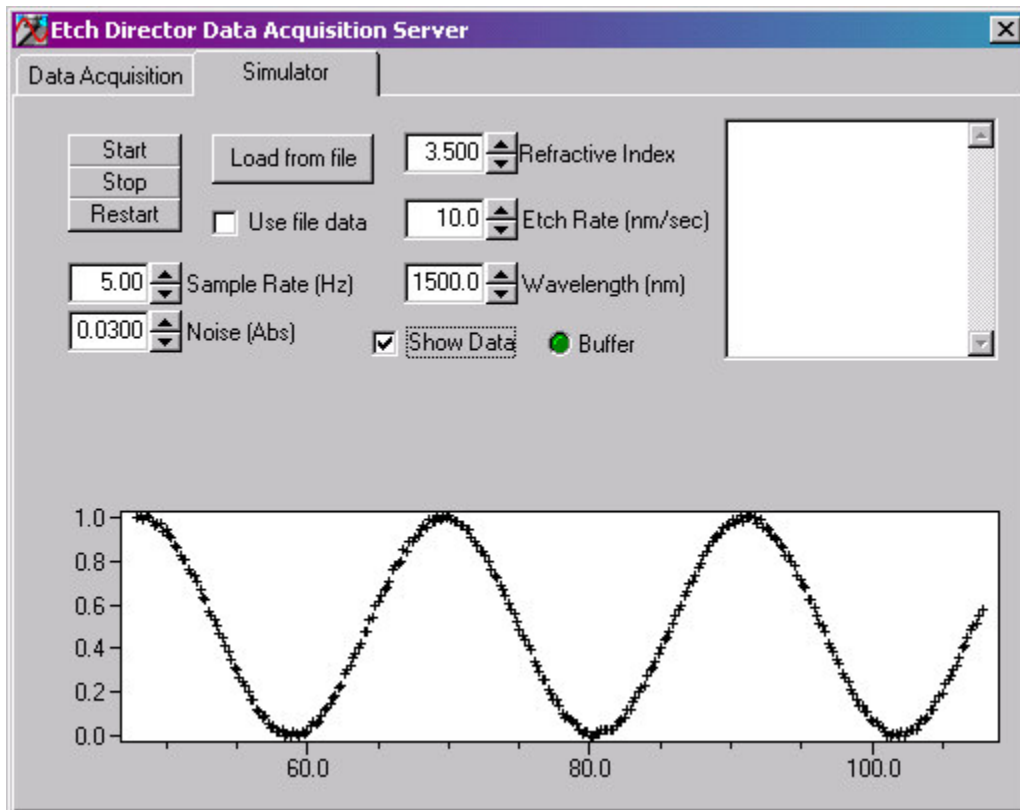 Etch Director Data Acquisition Server
Data Acquisition
Simulator
Start
Stop
Restart
Load from file
Use file data
3.500 Refractive Index
10.0 Etch Rate (nm/sec)
5.00 Sample Rate (Hz)
1500.0 Wavelength (nm)
0.0300 Noise (Abs)
Show Data
Buffer
1.0
0.8
0.6
0.4
0.2
0.0
60.0 80.0 100.0